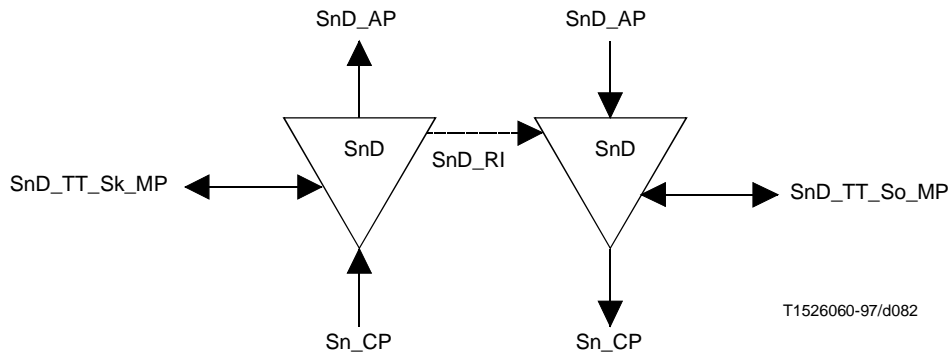 SnD_AP
SnD_AP
SnD
SnD
SnD_RI
SnD_TT_Sk_MP
SnD_TT_So_MP
T1526060-97/d082
Sn_CP
Sn_CP